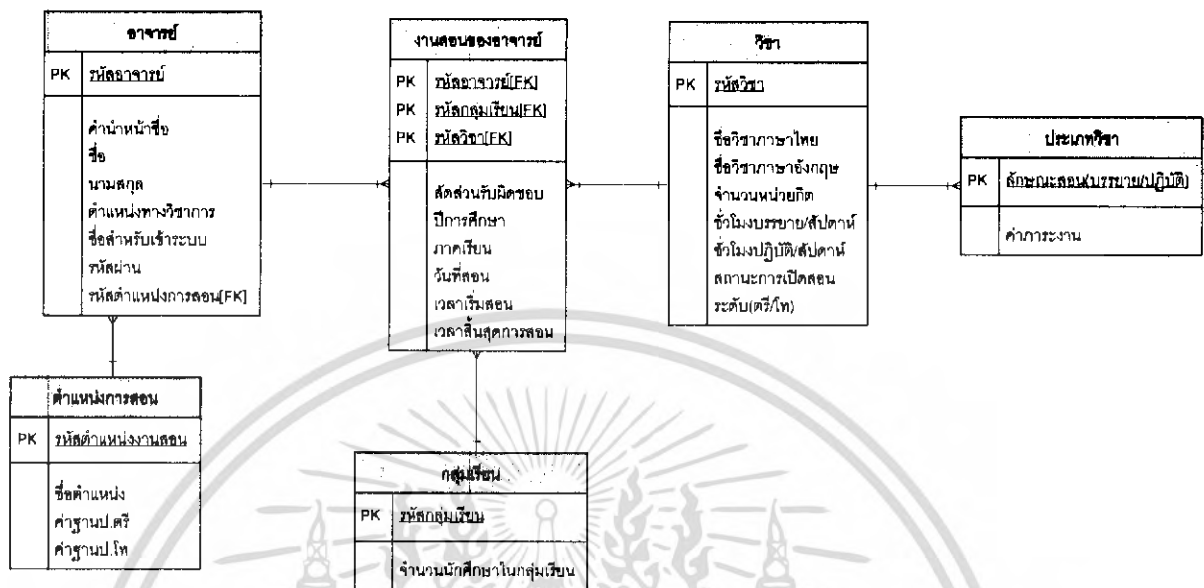 อาจารย์
PK รหัสอาจารย์
คำนำหน้าชื่อ
ชื่อ
นามสกุล
ตำแหน่งทางวิชาการ
ชื่อสำหรับเข้าระบบ
รหัสผ่าน
รหัสตำแหน่งการสอน[FK]
งานสอนของอาจารย์
PK รหัสอาจารย์[FK]
PK รหัสกลุ่มเรียน[FK]
PK รหัสวิชา[FK]
สัดส่วนรับผิดชอบ
ปีการศึกษา
ภาคเรียน
วันที่สอน
เวลาเริ่มสอน
เวลาสิ้นสุดการสอน
วิชา
PK รหัสวิชา
ชื่อวิชาภาษาไทย
ชื่อวิชาภาษาอังกฤษ
จำนวนหน่วยกิต
ชั่วโมงบรรยาย/สัปดาห์
ชั่วโมงปฏิบัติ/สัปดาห์
สถานะการเปิดสอน
ระดับ(ตรี/โท)
ประเภทวิชา
PK ลักษณะสอน(บรรยาย/ปฏิบัติ)
ค่าภาระงาน
ตำแหน่งการสอน
PK รหัสตำแหน่งงานสอน
ชื่อตำแหน่ง
ค่าฐานป.ตรี
ค่าฐานป.โท
กลุ่มเรียน
PK รหัสกลุ่มเรียน
จำนวนนักศึกษาในกลุ่มเรียน